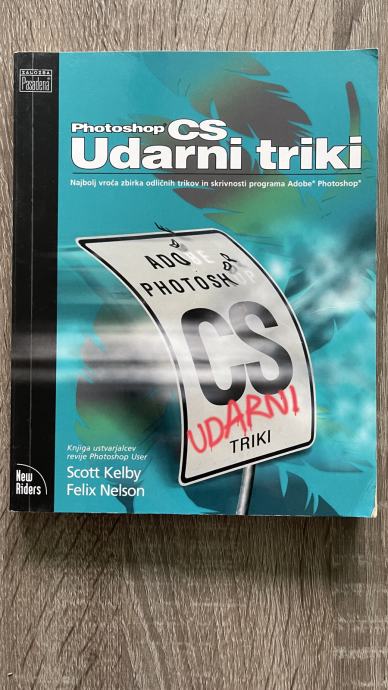 ZALOŽBA
Pasadena
Photoshop CS
Udarni triki
Najbolj vroča zbirka odličnih trikov in skrivnosti programa Adobe® Photoshop®
ADOBE
PHOTOSHOP
CS
UDARNI
TRIKI
Knjiga ustvarjalcev
revije Photoshop User
Scott Kelby
Felix Nelson
New
Riders